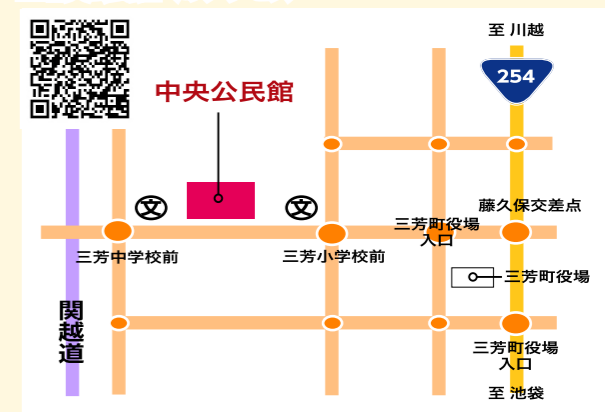 至 川越
254
中央公民館
文
文
藤久保交差点
三芳町役場
入口
三芳中学校前
三芳小学校前
三芳町役場
関越道
三芳町役場
入口
至 池袋